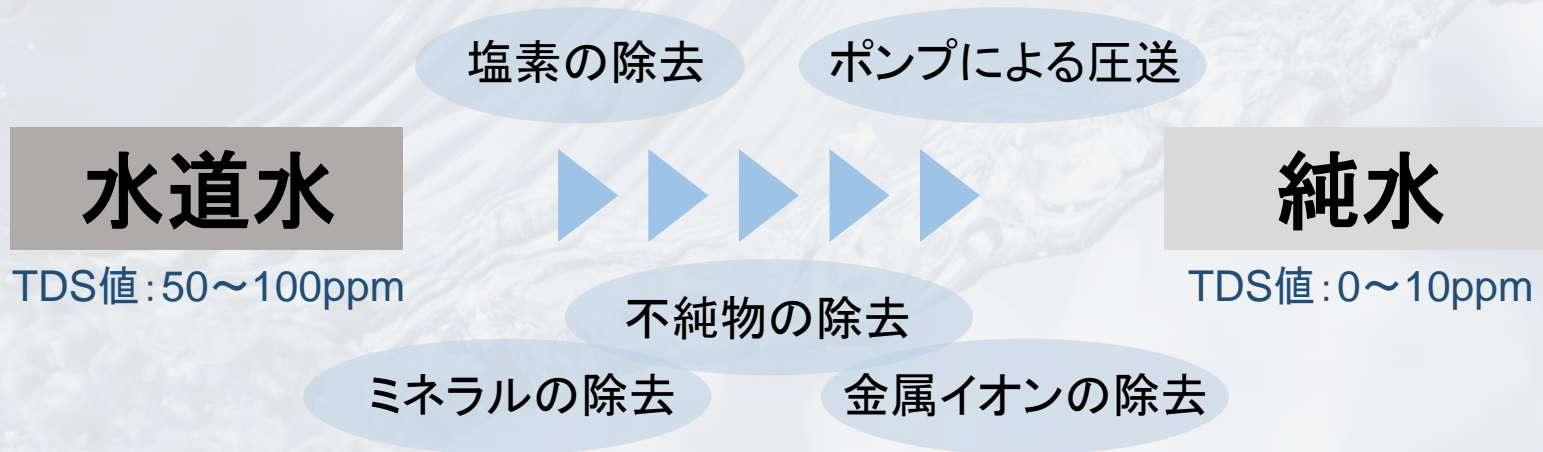 塩素の除去
ポンプによる圧送
水道水
純水
TDS値:50~100ppm
TDS値:0~10ppm
不純物の除去
ミネラルの除去
金属イオンの除去